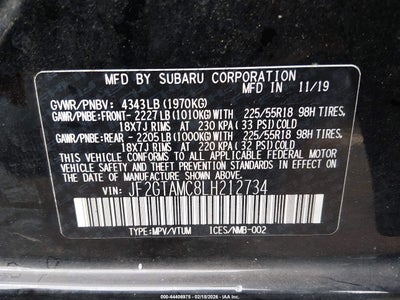 MFD BY SUBARU CORPORATION
MFD IN 11/19
GVWR/PNBV: 4343LB (1970KG)
GAWR/PNBE:FRONT- 2227LB (1010KG)WITH 225/55R18 98H TIRES,
18X7J RIMS AT 230 KPA (33 PSI)COLD
GAWR/PNBE:REAR - 2205LB (1000KG)WITH 225/55R18 98H TIRES,
18X7J RIMS AT 220 KPA (32 PSI)COLD
THIS VEHICLE CONFORMS TO ALL APPLICABLE FEDERAL MOTOR
VEHICLE SAFETY AND THEFT PREVENTION STANDARDS IN EFFECT
ON THE DATE OF MANUFACTURE SHOWN ABOVE.
VIN: JF2GTAMC8LH212734
TYPE:MPV/VTUM ICES/NMB-002
000-44408975 - 02/18/2026 - IAAI